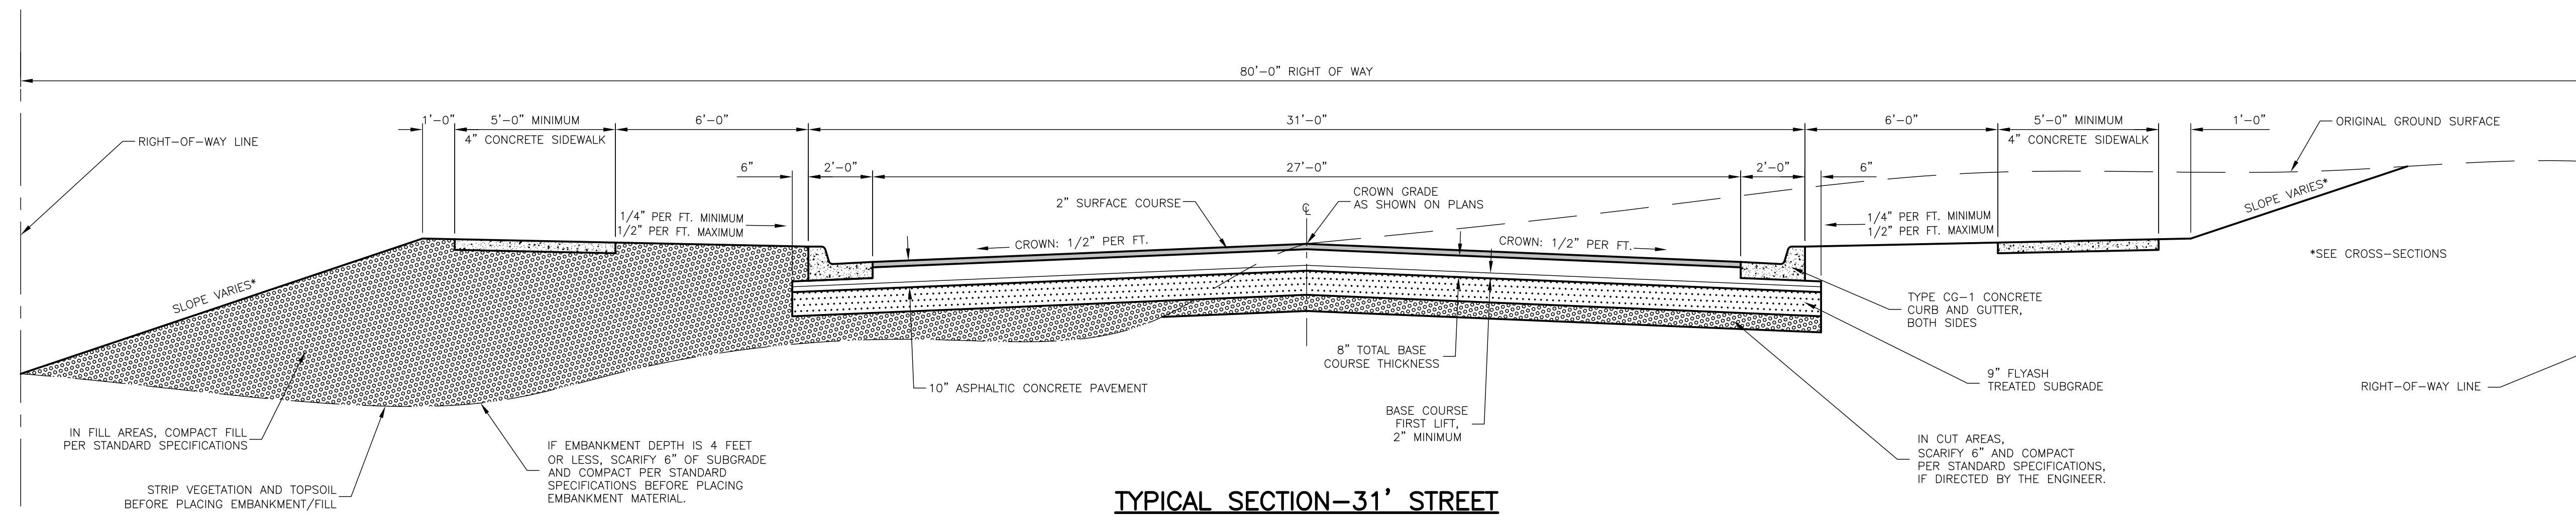 80'-0" RIGHT OF WAY
1'-0"
5'-0" MINIMUM
4" CONCRETE SIDEWALK
6'-0"
31'-0"
6'-0"
5'-0" MINIMUM
4" CONCRETE SIDEWALK
1'-0"
ORIGINAL GROUND SURFACE
RIGHT-OF-WAY LINE
6"
2'-0"
27'-0"
2'-0"
6"
1/4" PER FT. MINIMUM
1/2" PER FT. MAXIMUM
2" SURFACE COURSE
CROWN GRADE
AS SHOWN ON PLANS
℄
CROWN: 1/2" PER FT.
CROWN: 1/2" PER FT.
1/4" PER FT. MINIMUM
1/2" PER FT. MAXIMUM
SLOPE VARIES*
*SEE CROSS-SECTIONS
SLOPE VARIES*
TYPE CG-1 CONCRETE
CURB AND GUTTER,
BOTH SIDES
8" TOTAL BASE
COURSE THICKNESS
10" ASPHALTIC CONCRETE PAVEMENT
9" FLYASH
TREATED SUBGRADE
RIGHT-OF-WAY LINE
BASE COURSE
FIRST LIFT,
2" MINIMUM
IN FILL AREAS, COMPACT FILL
PER STANDARD SPECIFICATIONS
IF EMBANKMENT DEPTH IS 4 FEET
OR LESS, SCARIFY 6" OF SUBGRADE
AND COMPACT PER STANDARD
SPECIFICATIONS BEFORE PLACING
EMBANKMENT MATERIAL.
IN CUT AREAS,
SCARIFY 6" AND COMPACT
PER STANDARD SPECIFICATIONS,
IF DIRECTED BY THE ENGINEER.
STRIP VEGETATION AND TOPSOIL
BEFORE PLACING EMBANKMENT/FILL
TYPICAL SECTION-31' STREET